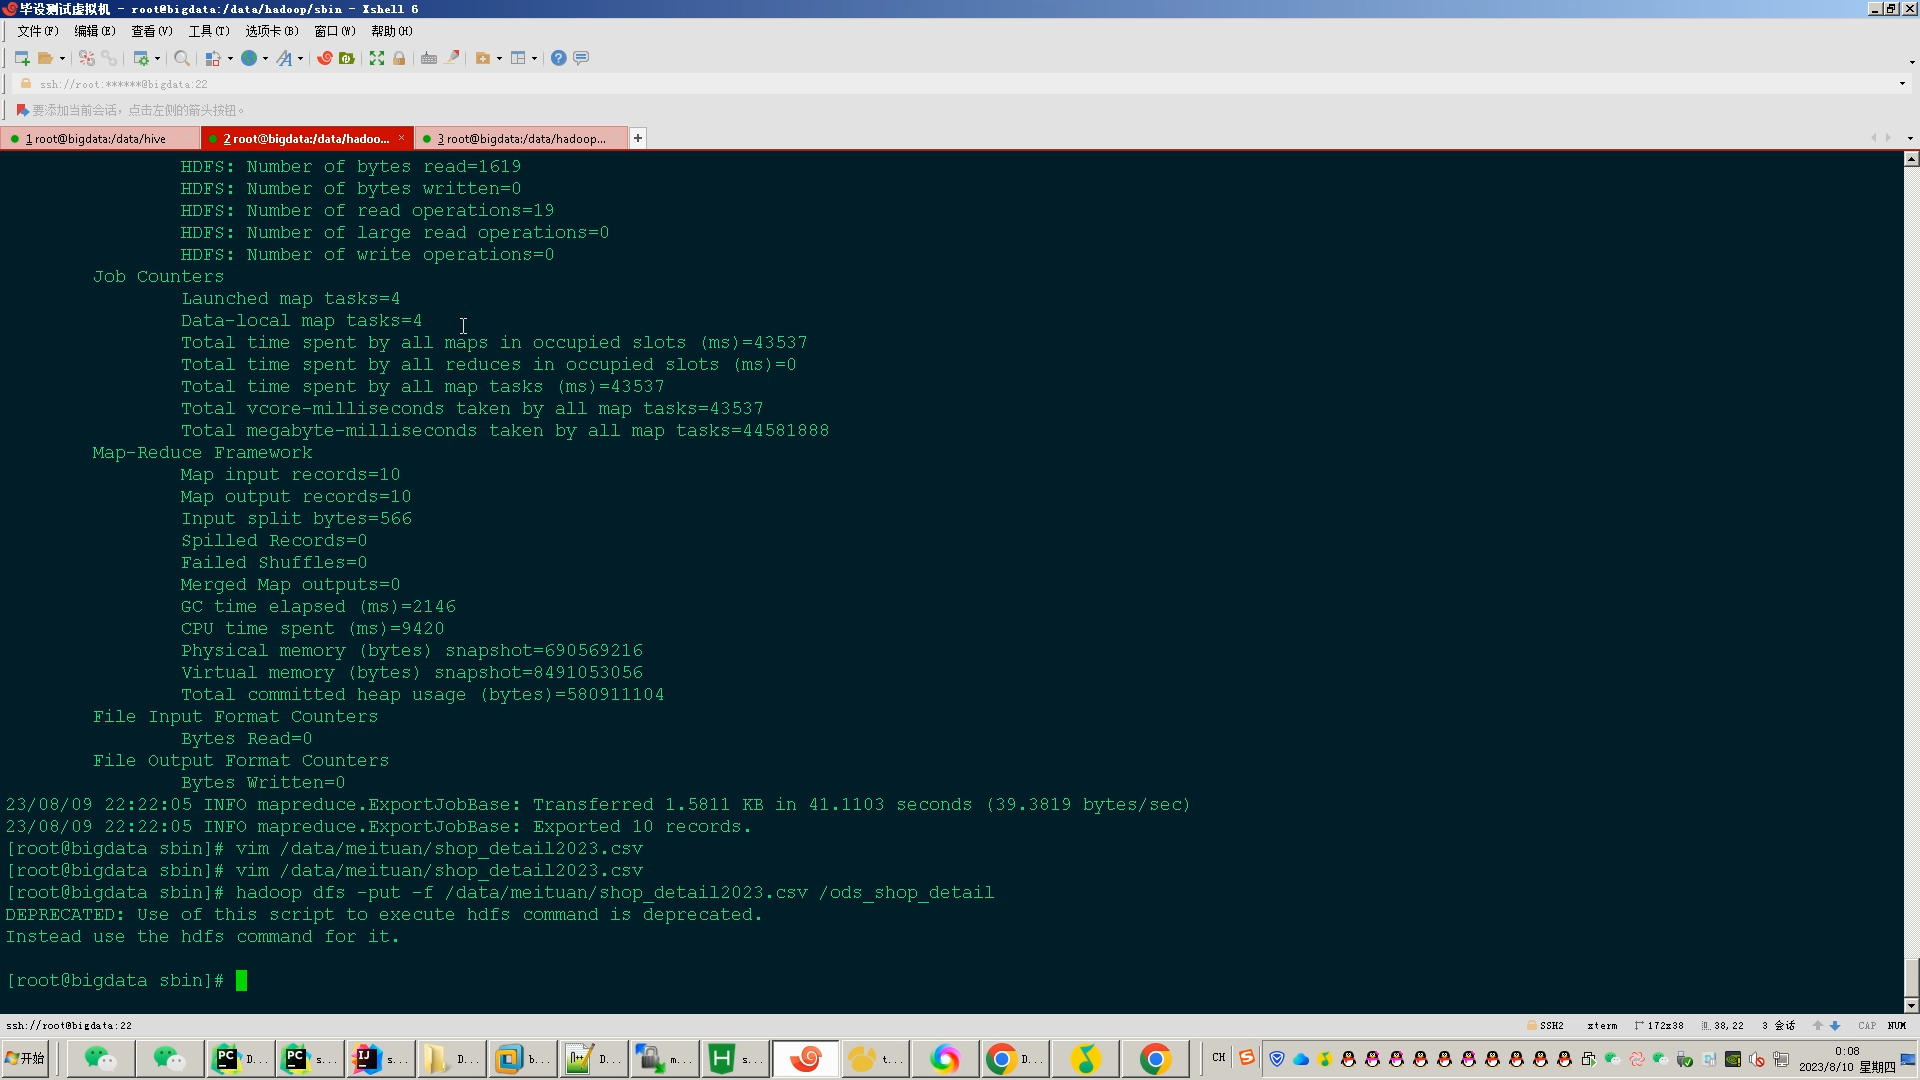 毕设测试虚拟机 - root@bigdata:/data/hadoop/sbin - Xshell 6
文件(F) 编辑(E) 查看(V) 工具(T) 选项卡(B) 窗口(W) 帮助(H)
ssh://root:******@bigdata:22
要添加当前会话，点击左侧的箭头按钮。
1 root@bigdata:/data/hive
2 root@bigdata:/data/hadoo...
3 root@bigdata:/data/hadoop...
HDFS: Number of bytes read=1619
HDFS: Number of bytes written=0
HDFS: Number of read operations=19
HDFS: Number of large read operations=0
HDFS: Number of write operations=0
Job Counters
Launched map tasks=4
Data-local map tasks=4
Total time spent by all maps in occupied slots (ms)=43537
Total time spent by all reduces in occupied slots (ms)=0
Total time spent by all map tasks (ms)=43537
Total vcore-milliseconds taken by all map tasks=43537
Total megabyte-milliseconds taken by all map tasks=44581888
Map-Reduce Framework
Map input records=10
Map output records=10
Input split bytes=566
Spilled Records=0
Failed Shuffles=0
Merged Map outputs=0
GC time elapsed (ms)=2146
CPU time spent (ms)=9420
Physical memory (bytes) snapshot=690569216
Virtual memory (bytes) snapshot=8491053056
Total committed heap usage (bytes)=580911104
File Input Format Counters
Bytes Read=0
File Output Format Counters
Bytes Written=0
23/08/09 22:22:05 INFO mapreduce.ExportJobBase: Transferred 1.5811 KB in 41.1103 seconds (39.3819 bytes/sec)
23/08/09 22:22:05 INFO mapreduce.ExportJobBase: Exported 10 records.
[root@bigdata sbin]# vim /data/meituan/shop_detail2023.csv
[root@bigdata sbin]# vim /data/meituan/shop_detail2023.csv
[root@bigdata sbin]# hadoop dfs -put -f /data/meituan/shop_detail2023.csv /ods_shop_detail
DEPRECATED: Use of this script to execute hdfs command is deprecated.
Instead use the hdfs command for it.
[root@bigdata sbin]#
ssh://root@bigdata:22
SSH2 xterm 172x38 38,22 3 会话 CAP NUM
开始 D... s... s... D... b... D... m... s... t... D... CH
0:08
2023/8/10 星期四